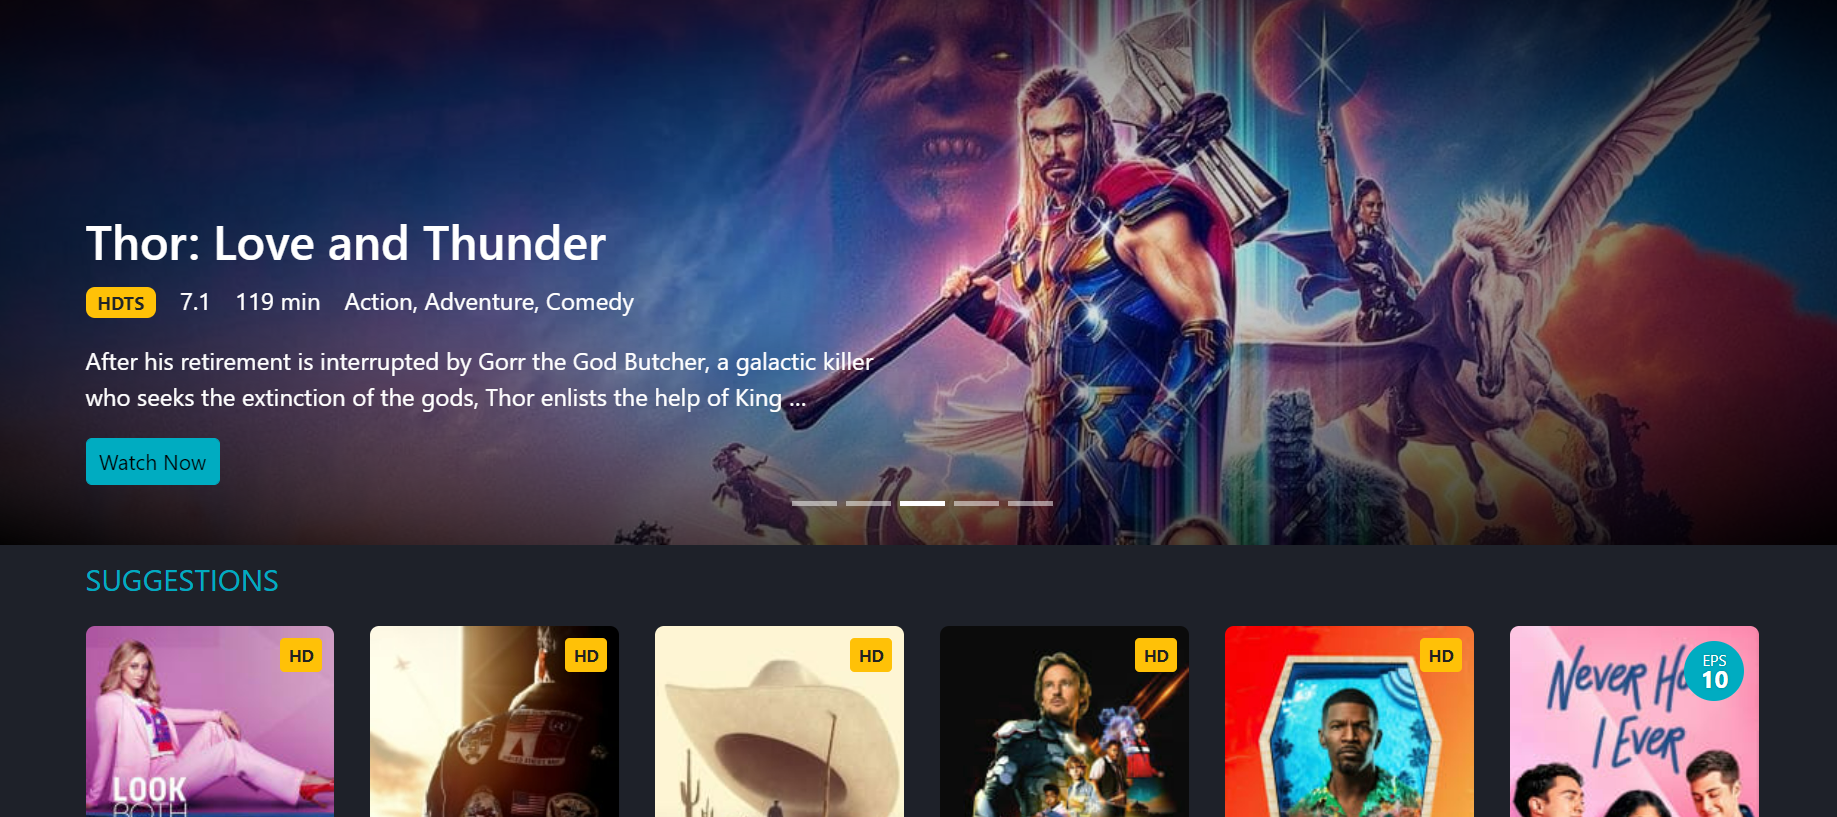 Thor: Love and Thunder
HDTS 7.1 119 min Action, Adventure, Comedy
After his retirement is interrupted by Gorr the God Butcher, a galactic killer
who seeks the extinction of the gods, Thor enlists the help of King ...
Watch Now
SUGGESTIONS
HD
LOOK
BOTH
HD
HD
HD
HD
EPS
10
NEVER
I EVER